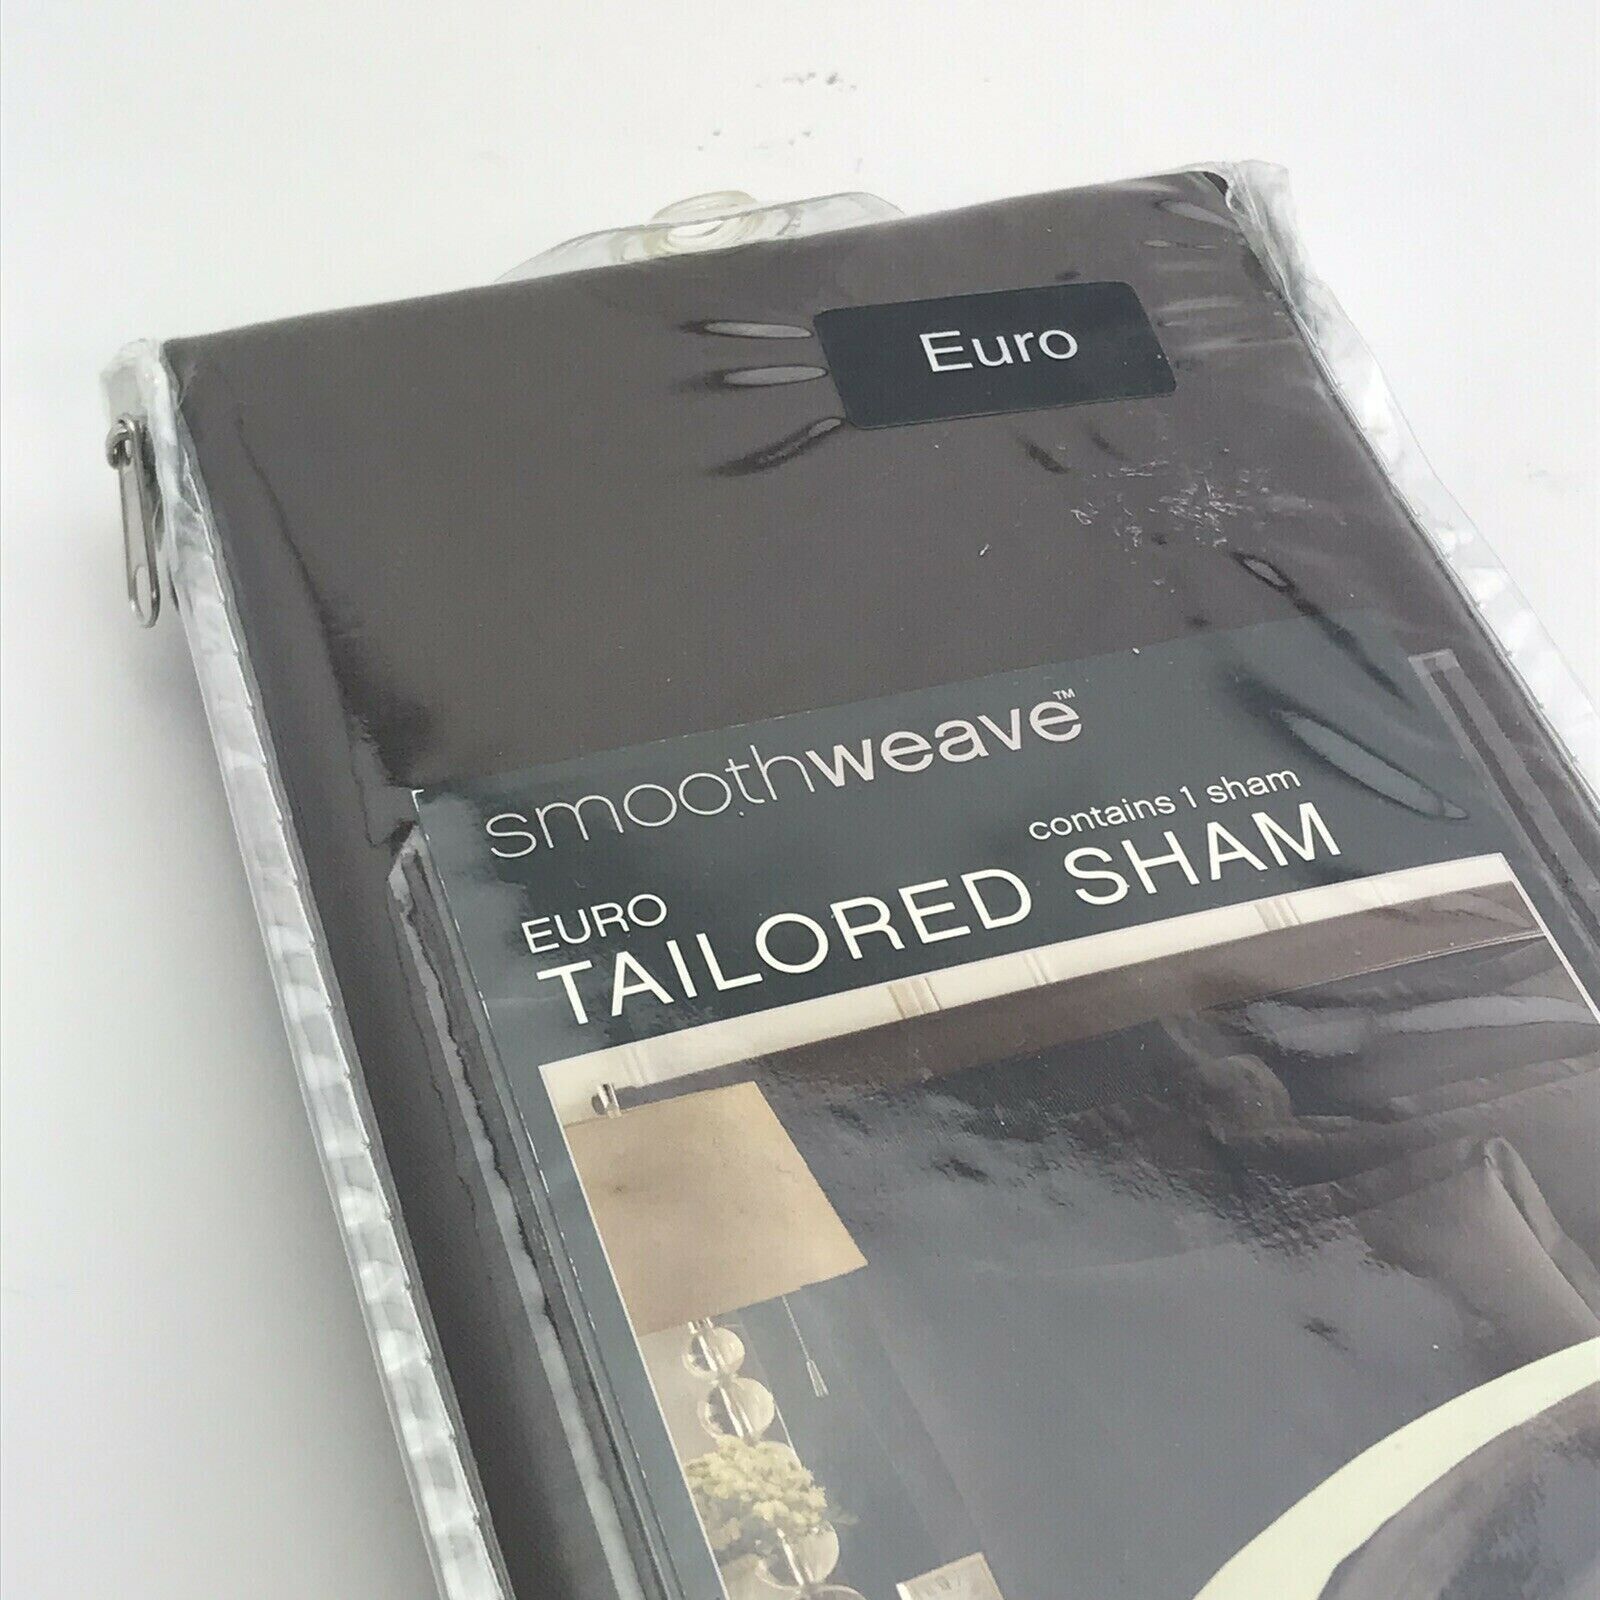 Euro
smoothweave™
contains 1 sham
EURO
TAILORED SHAM